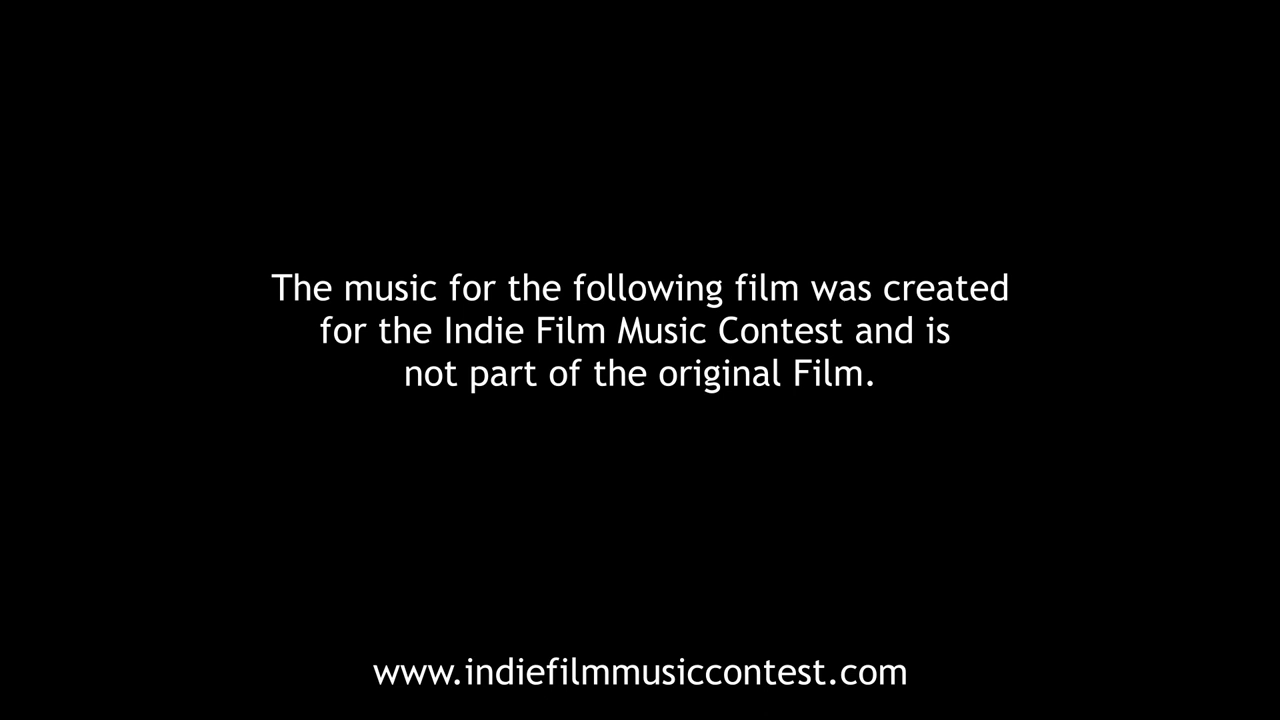 The music for the following film was created
for the Indie Film Music Contest and is
not part of the original Film.
www.indiefilmmusiccontest.com